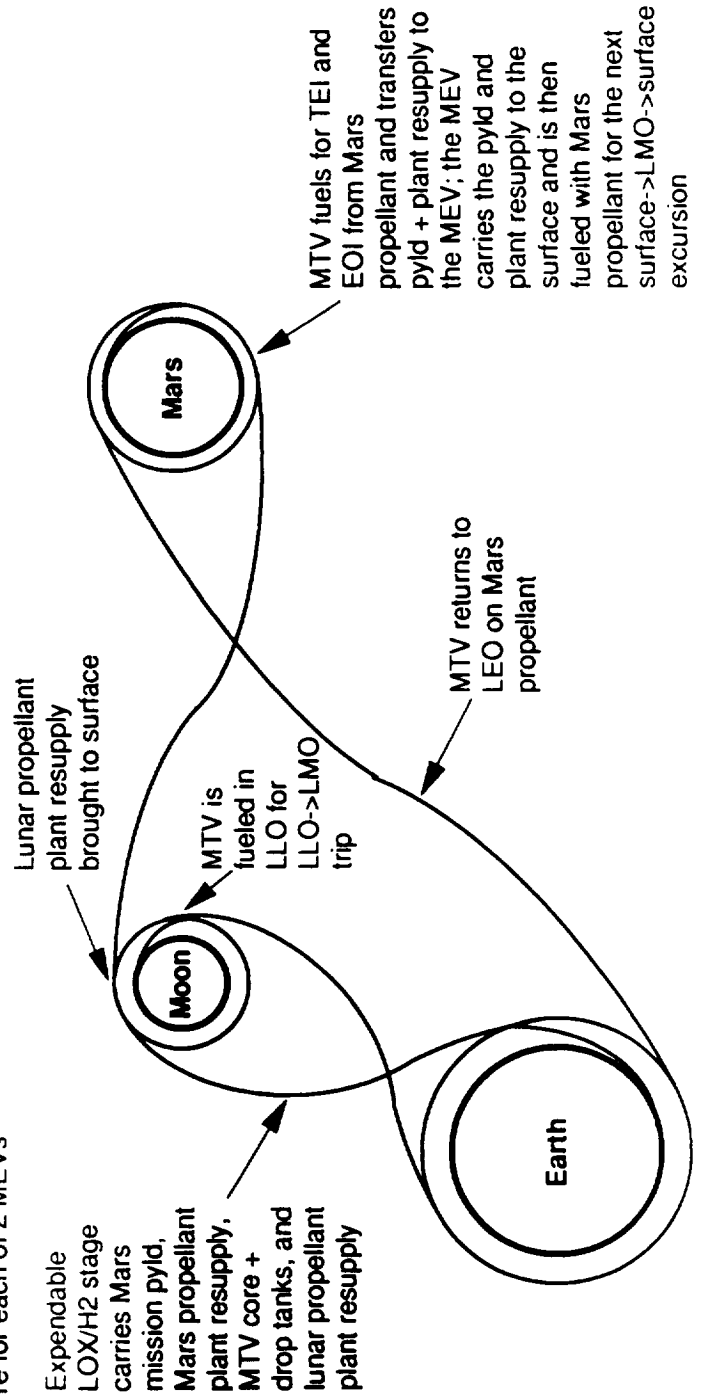 for each of 2 MEVs
Expendable
LOX/H2 stage
carries Mars
mission pyld,
Mars propellant
plant resupply,
MTV core +
drop tanks, and
lunar propellant
plant resupply
Lunar propellant
plant resupply
brought to surface
Moon
MTV is
fueled in
LLO for
LLO->LMO
trip
Mars
Earth
MTV returns to
LEO on Mars
propellant
MTV fuels for TEI and
EOI from Mars
propellant and transfers
pyld + plant resupply to
the MEV; the MEV
carries the pyld and
plant resupply to the
surface and is then
fueled with Mars
propellant for the next
surface->LMO->surface
excursion